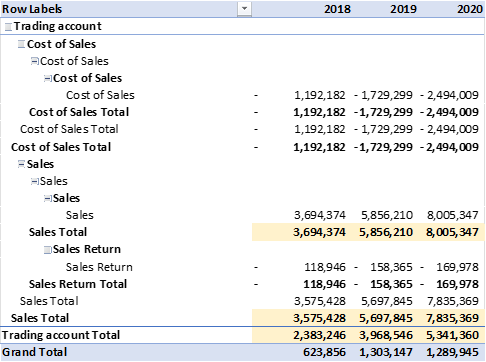 Row Labels 2018 2019 2020
Trading account
Cost of Sales
Cost of Sales
Cost of Sales
Cost of Sales - 1,192,182 - 1,729,299 - 2,494,009
Cost of Sales Total - 1,192,182 - 1,729,299 - 2,494,009
Cost of Sales Total - 1,192,182 - 1,729,299 - 2,494,009
Cost of Sales Total - 1,192,182 - 1,729,299 - 2,494,009
Sales
Sales
Sales
Sales 3,694,374 5,856,210 8,005,347
Sales Total 3,694,374 5,856,210 8,005,347
Sales Return
Sales Return - 118,946 - 158,365 - 169,978
Sales Return Total - 118,946 - 158,365 - 169,978
Sales Total 3,575,428 5,697,845 7,835,369
Sales Total 3,575,428 5,697,845 7,835,369
Trading account Total 2,383,246 3,968,546 5,341,360
Grand Total 623,856 1,303,147 1,289,945